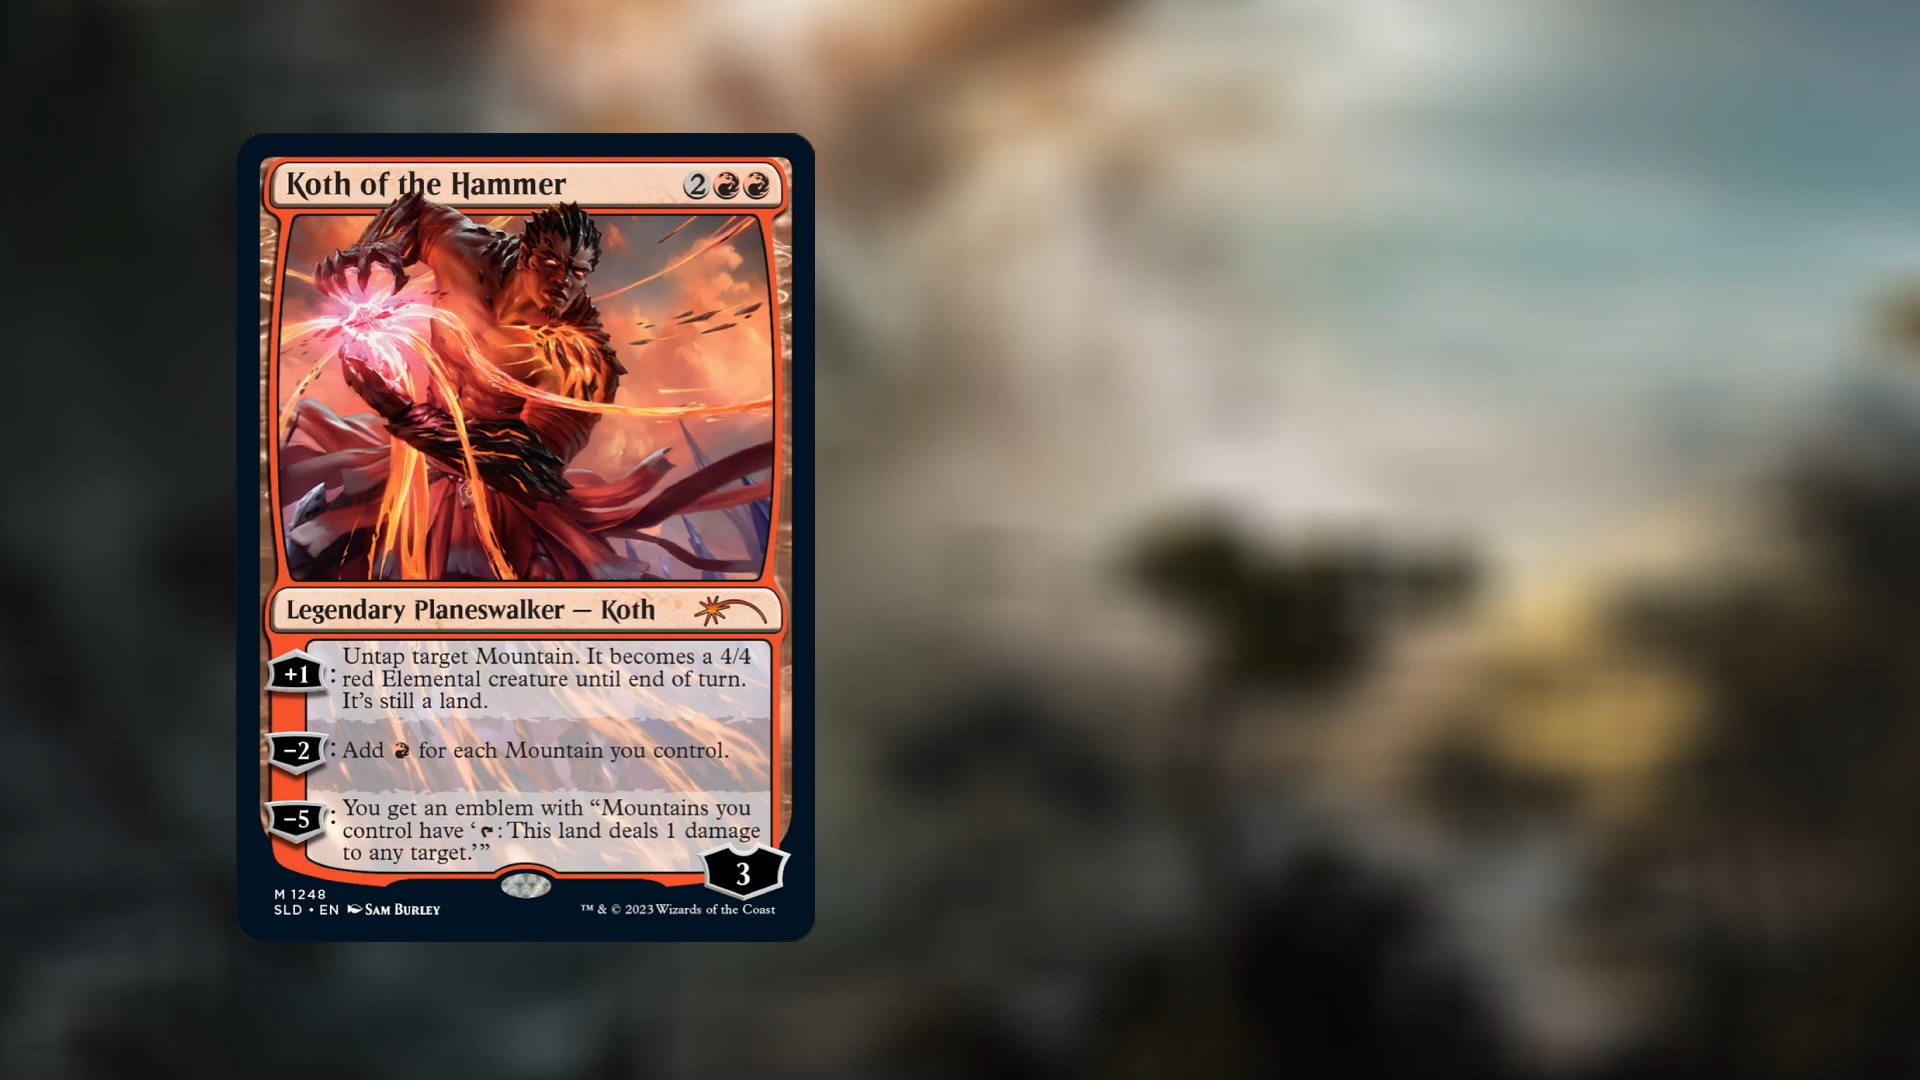 Koth of the Hammer 2
Legendary Planeswalker — Koth
+1: Untap target Mountain. It becomes a 4/4
red Elemental creature until end of turn.
It's still a land.
−2: Add for each Mountain you control.
−5: You get an emblem with “Mountains you
control have ‘ : This land deals 1 damage
to any target.’”
3
M 1248
SLD • EN SAM BURLEY
™ & © 2023 Wizards of the Coast